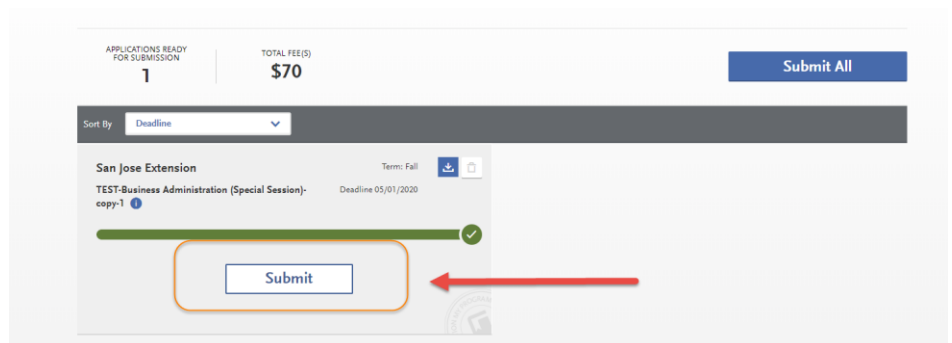 APPLICATIONS READY
FOR SUBMISSION
1
TOTAL FEE(S)
$70
Submit All
Sort By
Deadline
San Jose Extension
Term: Fall
TEST-Business Administration (Special Session)-
copy-1
Deadline 05/01/2020
Submit